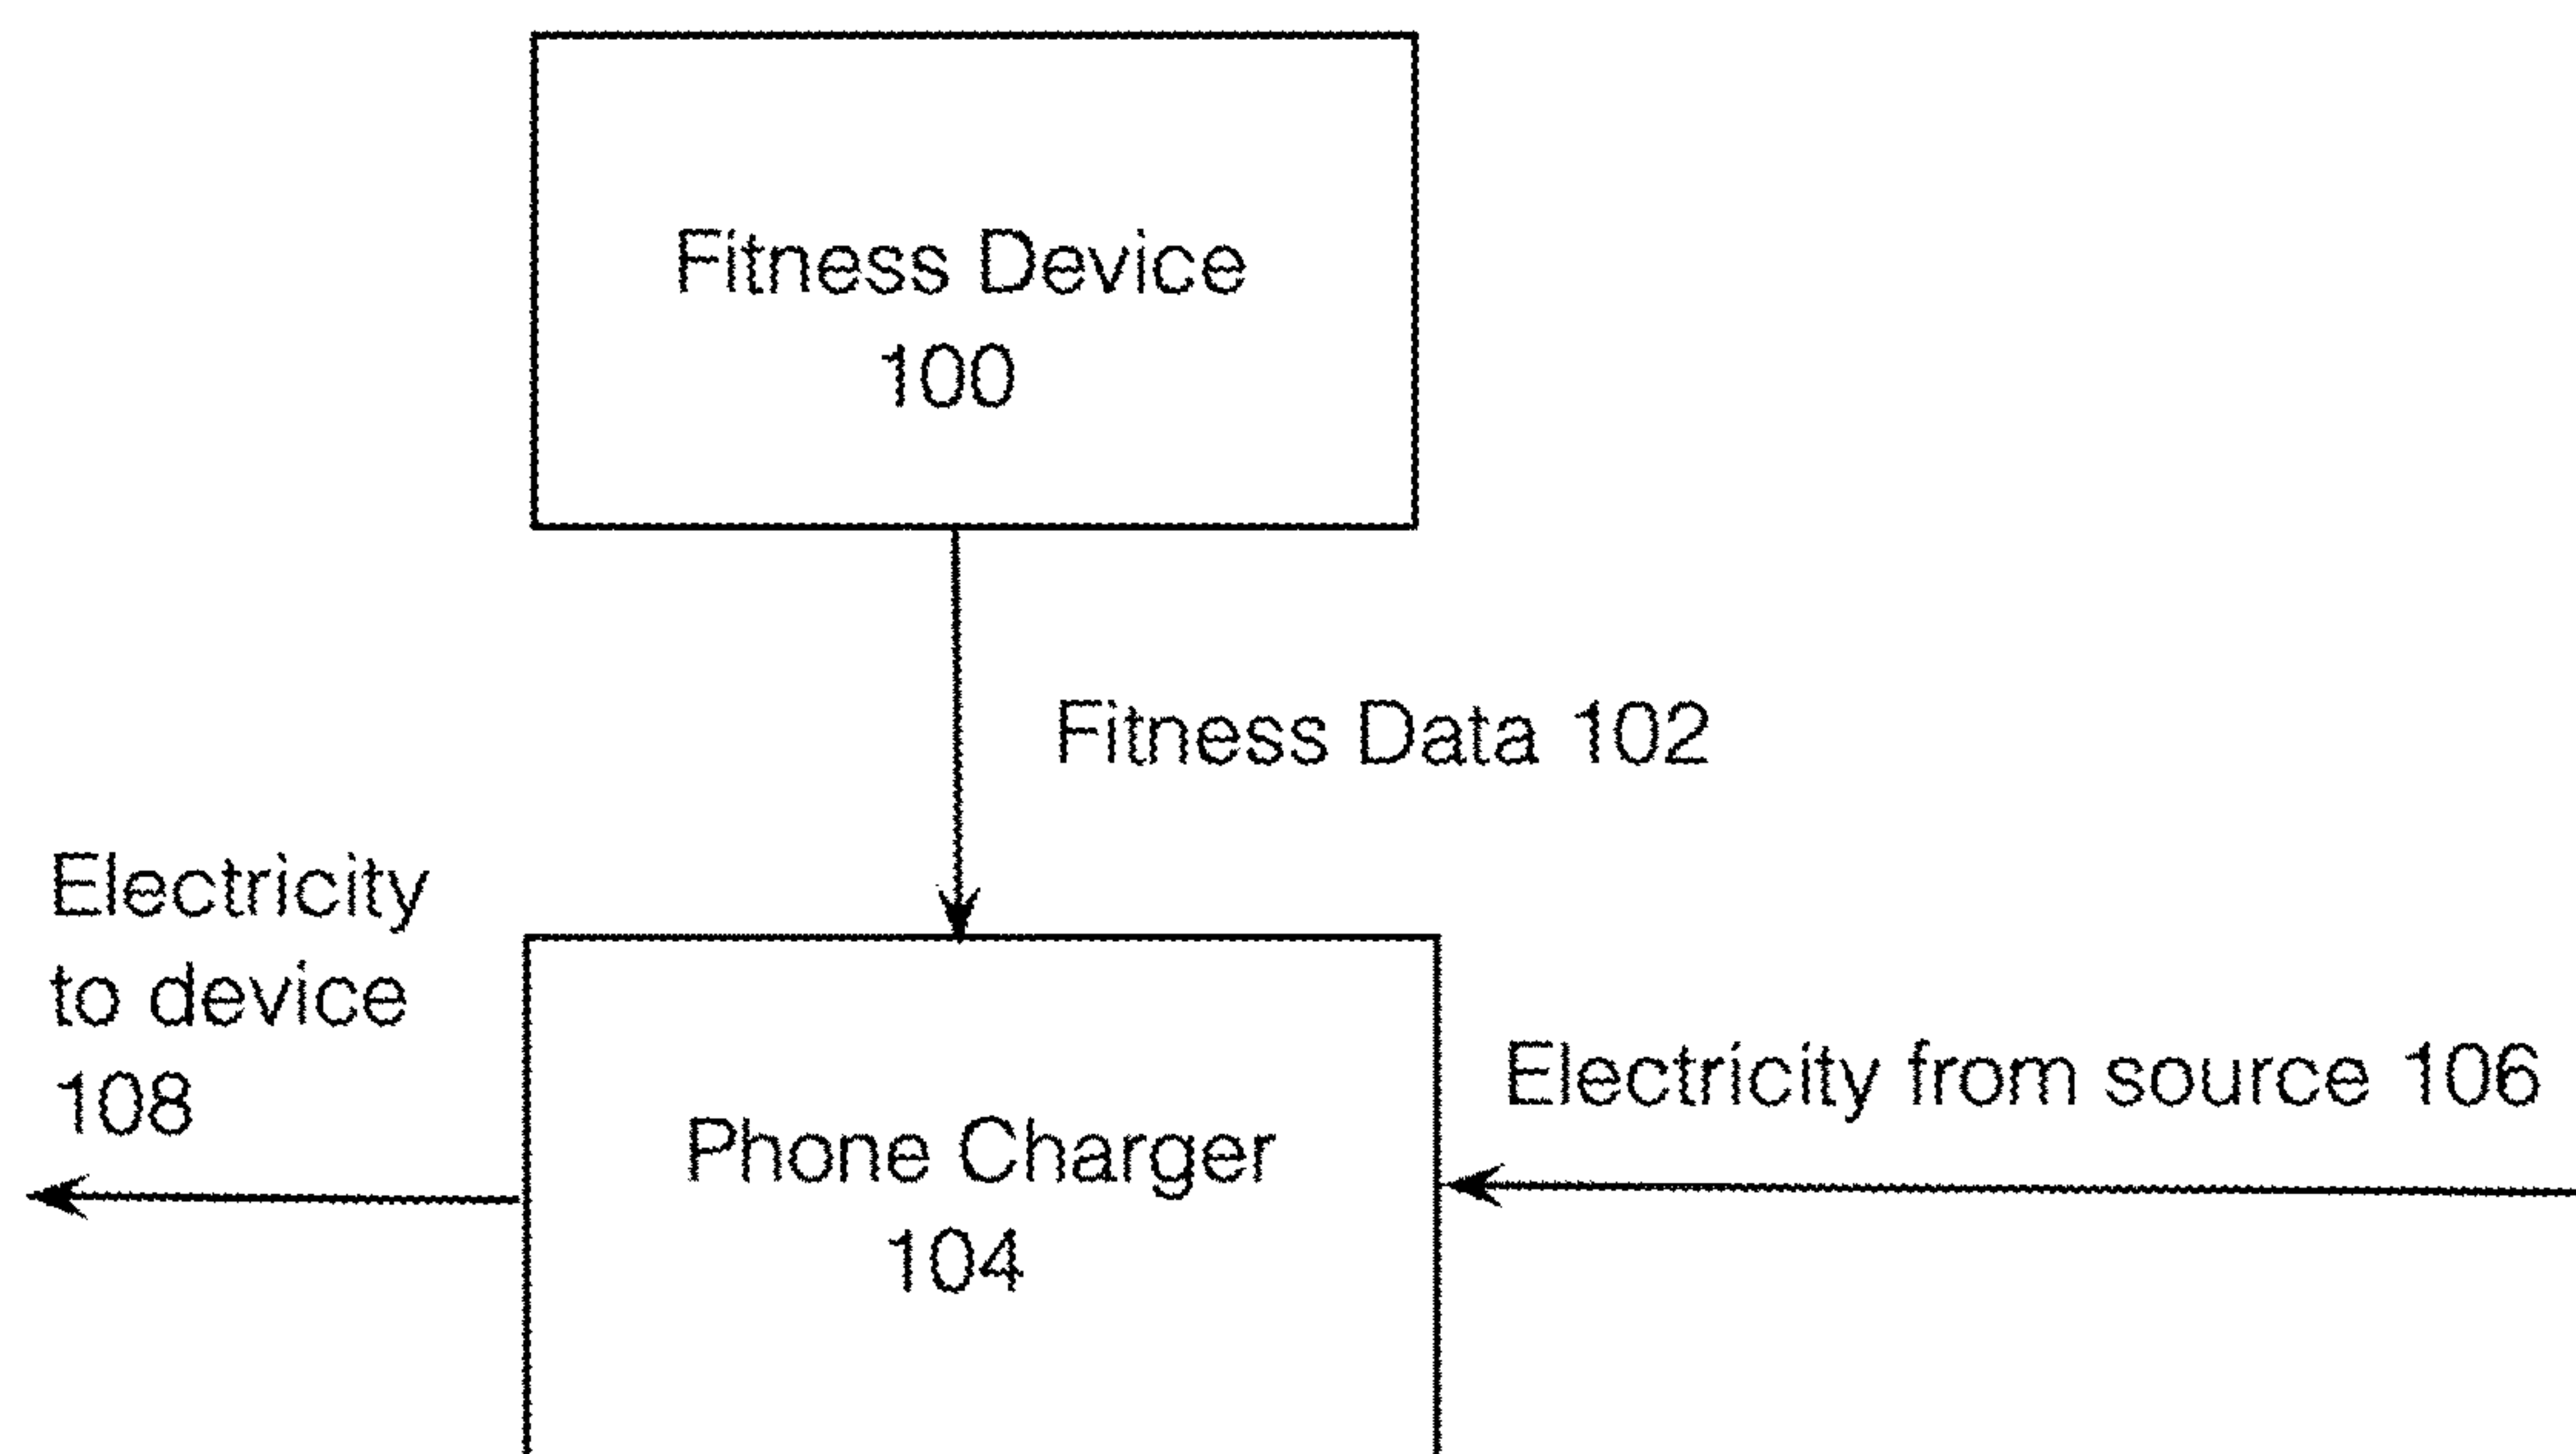 Fitness Device
100
Fitness Data 102
Electricity
to device
108
Electricity from source 106
Phone Charger
104